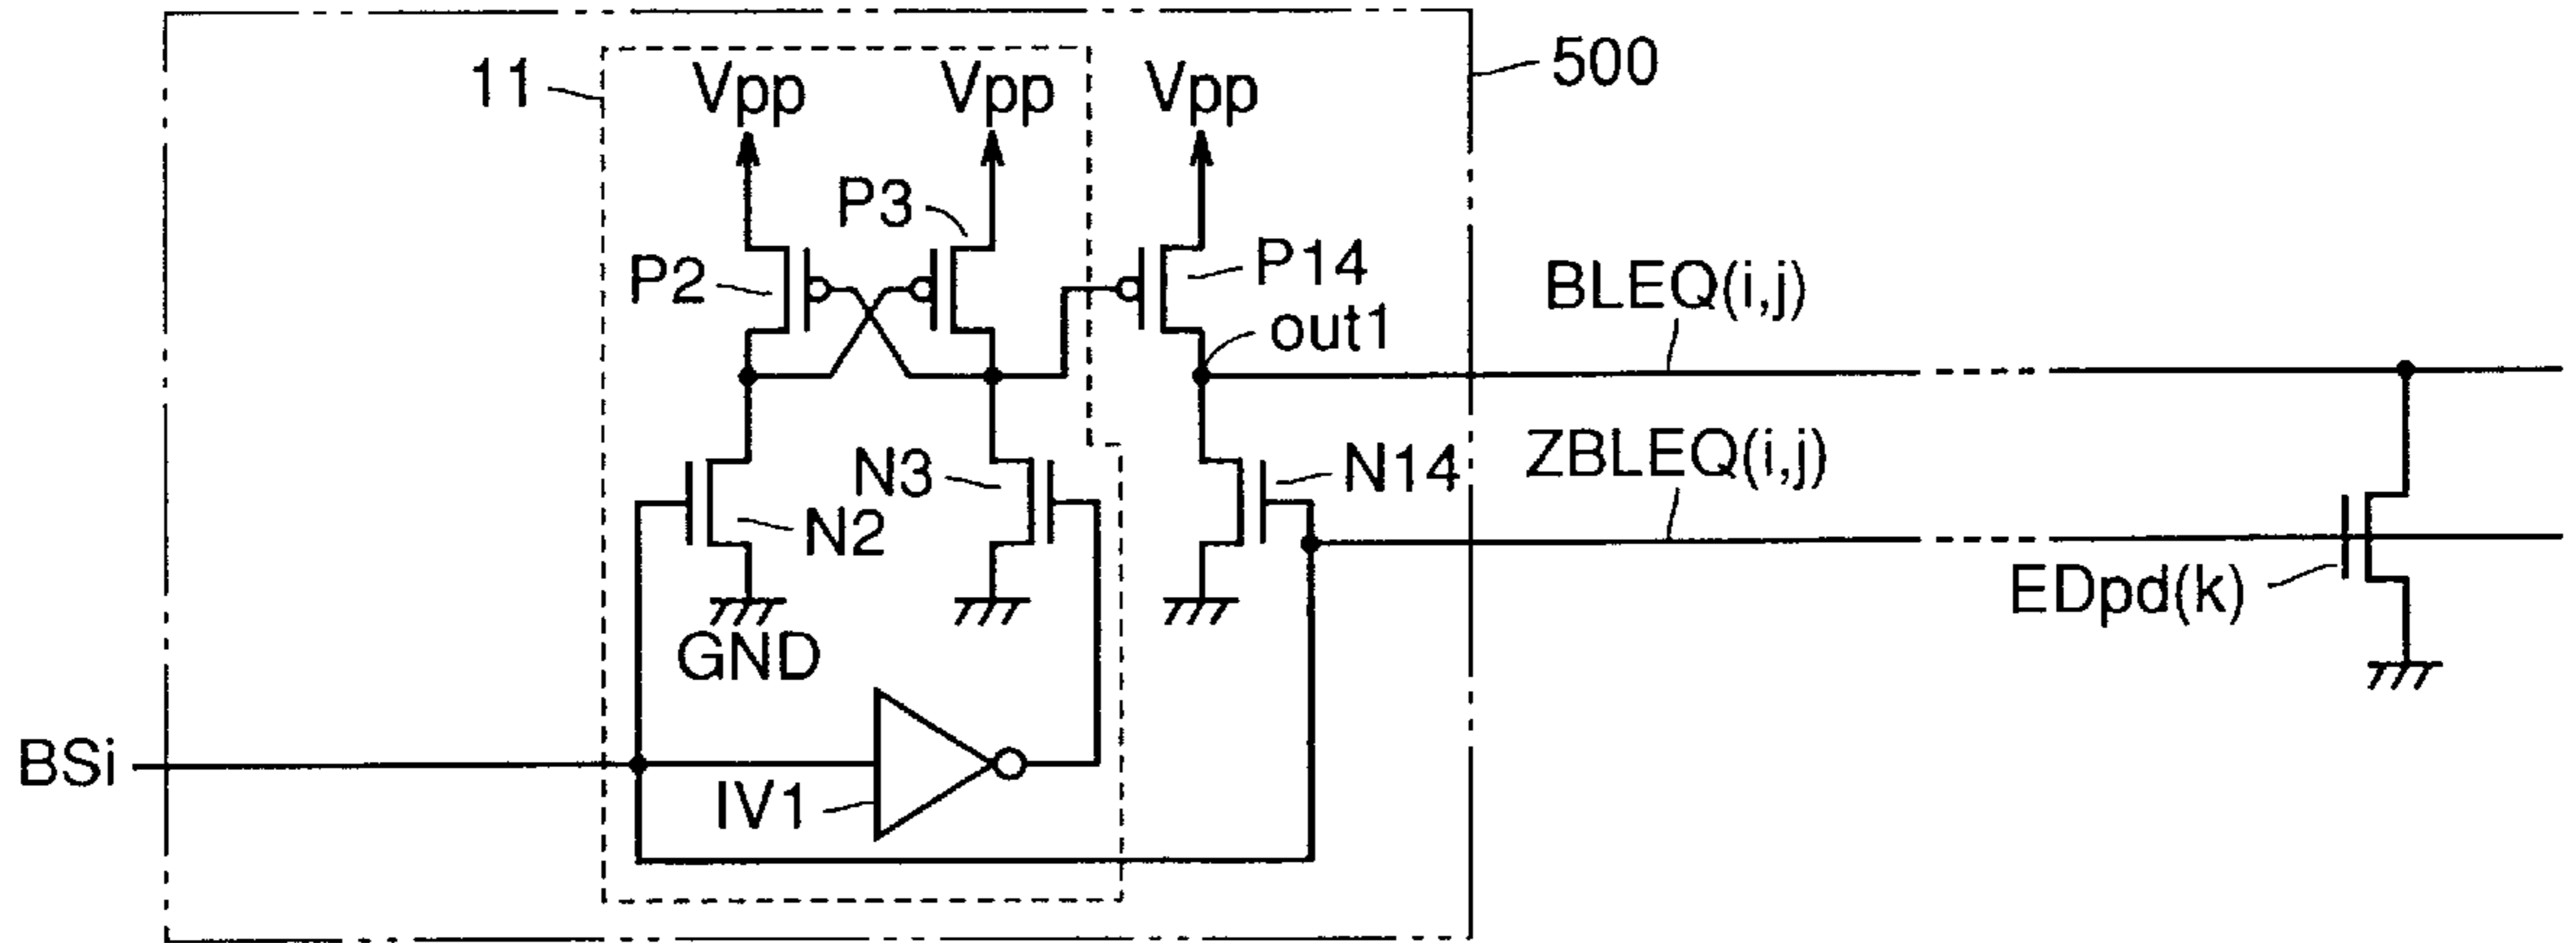 11
Vpp
Vpp
Vpp
500
P3
P2
P14
out1
BLEQ(i,j)
N3
N14
ZBLEQ(i,j)
N2
EDpd(k)
GND
BSi
IV1